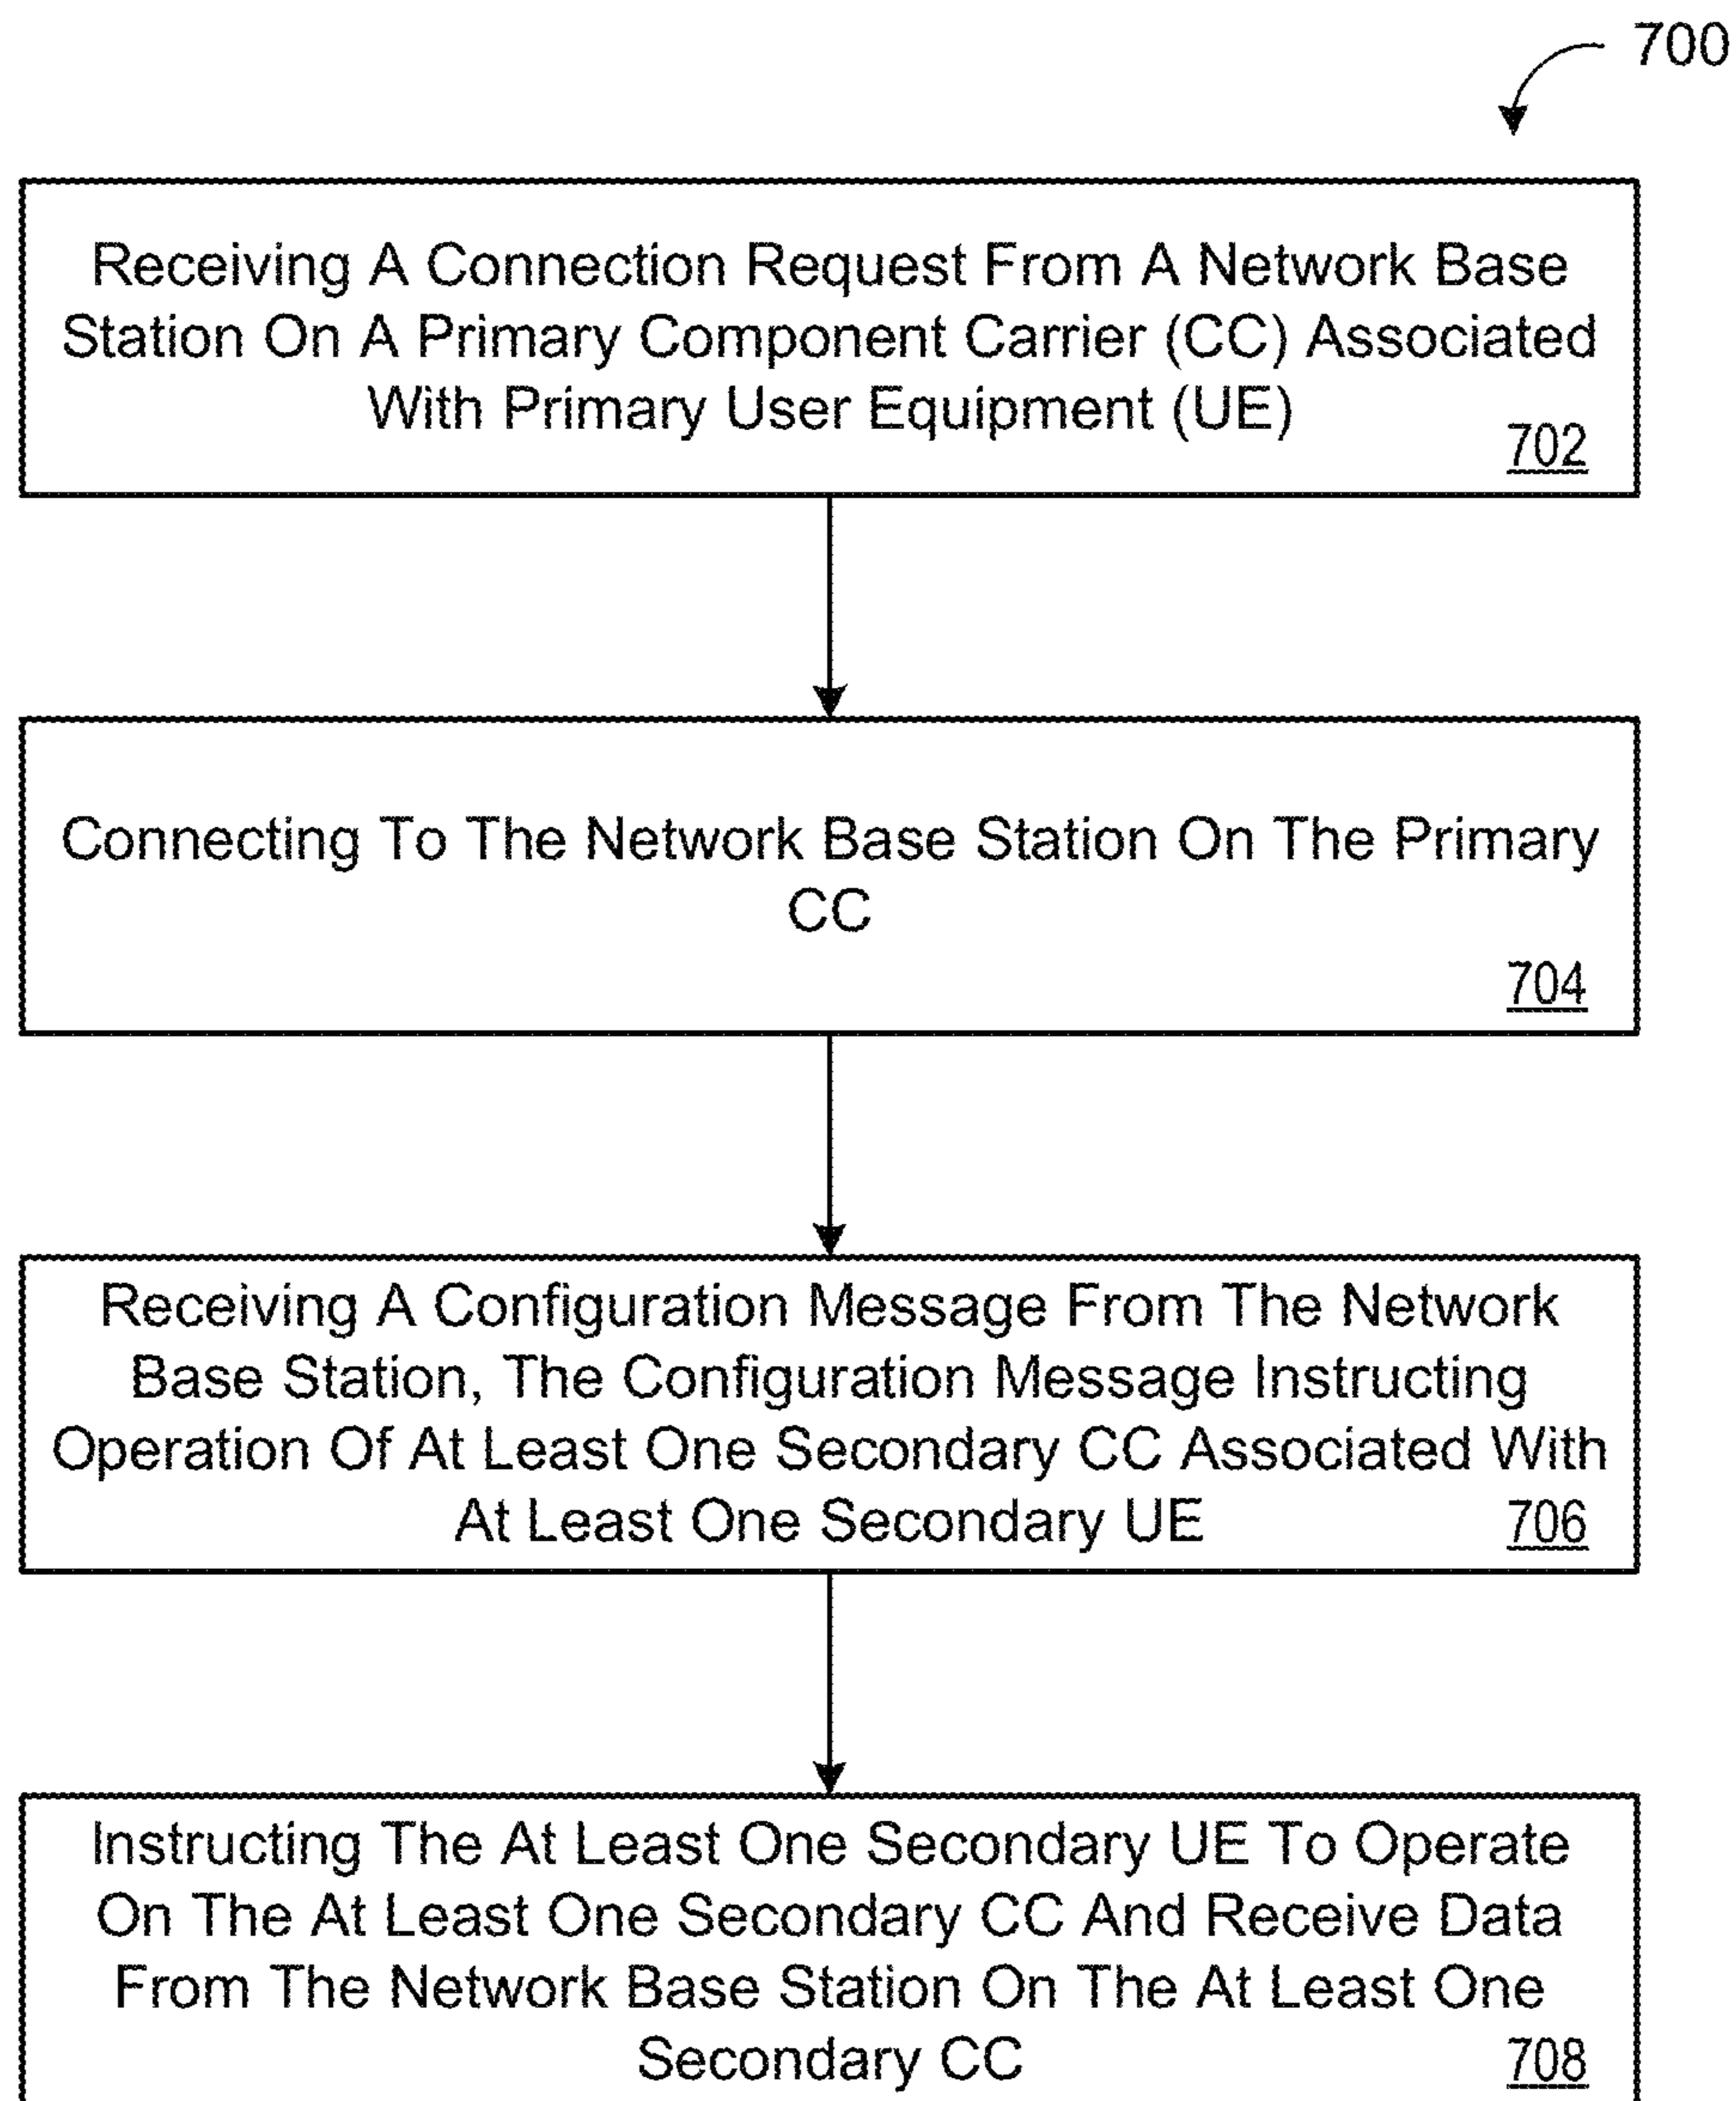 700
Receiving A Connection Request From A Network Base
Station On A Primary Component Carrier (CC) Associated
With Primary User Equipment (UE)
702
Connecting To The Network Base Station On The Primary
CC
704
Receiving A Configuration Message From The Network
Base Station, The Configuration Message Instructing
Operation Of At Least One Secondary CC Associated With
At Least One Secondary UE
706
Instructing The At Least One Secondary UE To Operate
On The At Least One Secondary CC And Receive Data
From The Network Base Station On The At Least One
Secondary CC
708